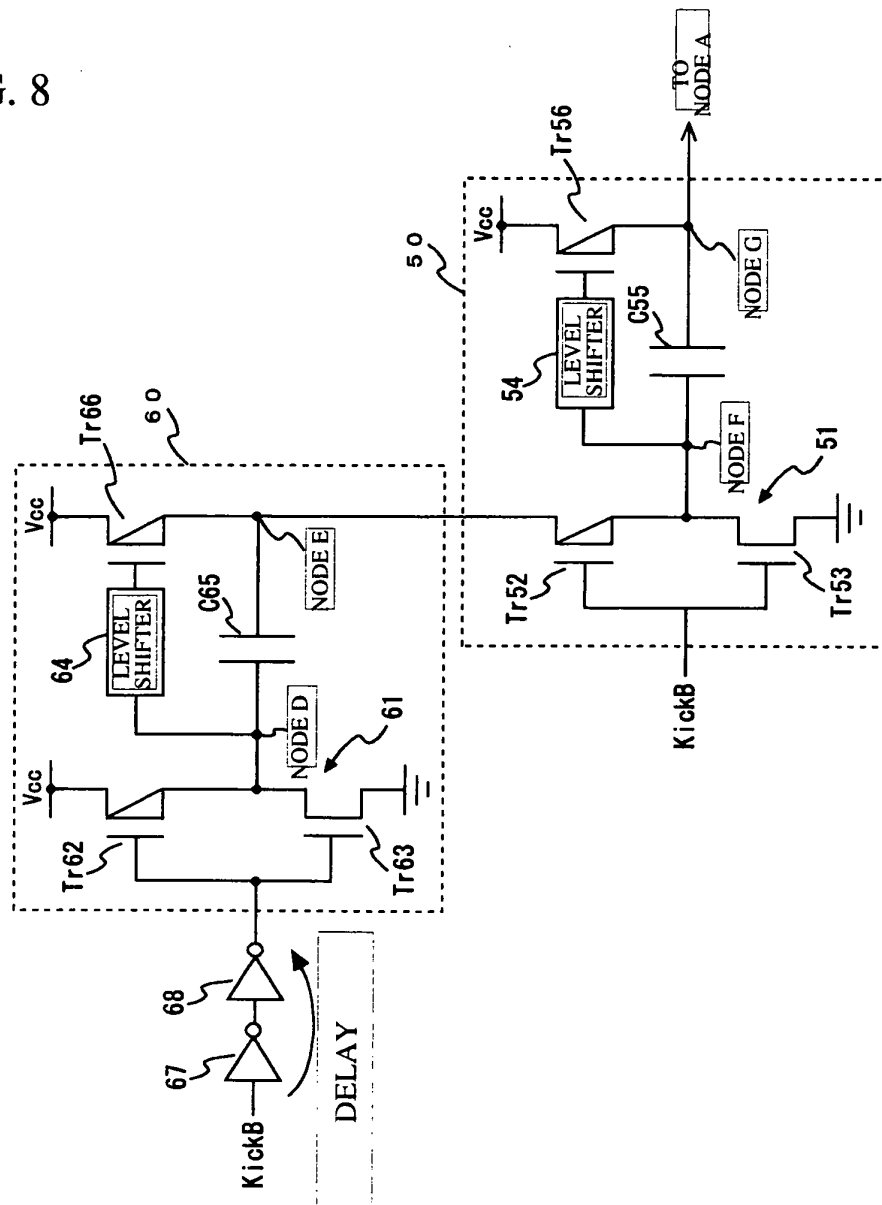 G. 8
TO
NODE A
Tr56
Vcc
50
NODE G
C55
54
LEVEL
SHIFTER
NODE F
51
Tr52
Tr53
KickB
60
Tr66
Vcc
NODE E
C65
64
LEVEL
SHIFTER
NODE D
61
Vcc
Tr62
Tr63
68
67
KickB
DELAY